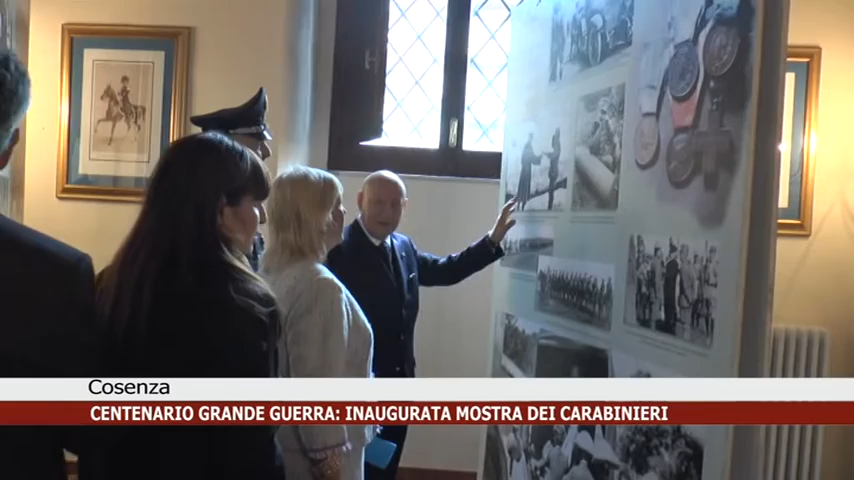 Cosenza
CENTENARIO GRANDE GUERRA: INAUGURATA MOSTRA DEI CARABINIERI